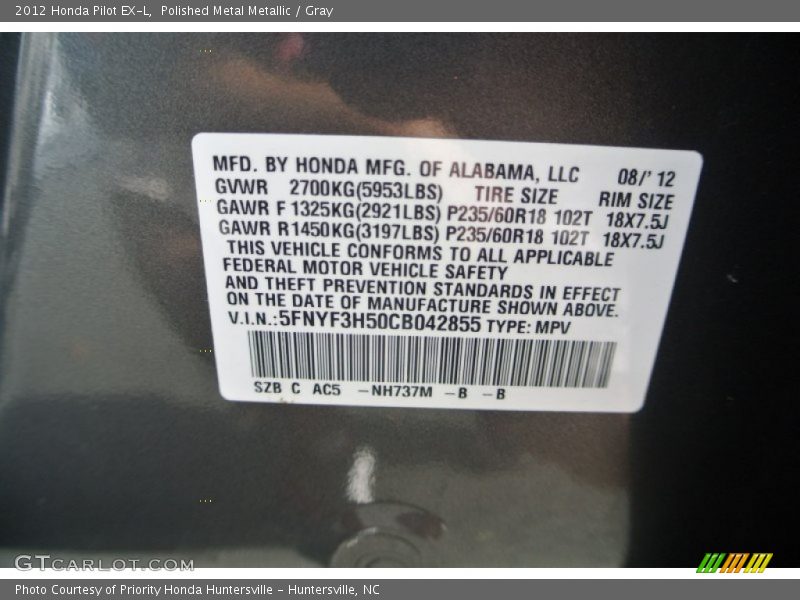 2012 Honda Pilot EX-L, Polished Metal Metallic / Gray
MFD. BY HONDA MFG. OF ALABAMA, LLC 08/' 12
GVWR 2700KG(5953LBS) TIRE SIZE RIM SIZE
GAWR F 1325KG(2921LBS) P235/60R18 102T 18X7.5J
GAWR R1450KG(3197LBS) P235/60R18 102T 18X7.5J
THIS VEHICLE CONFORMS TO ALL APPLICABLE
FEDERAL MOTOR VEHICLE SAFETY
AND THEFT PREVENTION STANDARDS IN EFFECT
ON THE DATE OF MANUFACTURE SHOWN ABOVE.
V.I.N.:5FNYF3H50CB042855 TYPE: MPV
SZB C AC5 -NH737M -B -B
GTCARLOT.COM
Photo Courtesy of Priority Honda Huntersville - Huntersville, NC